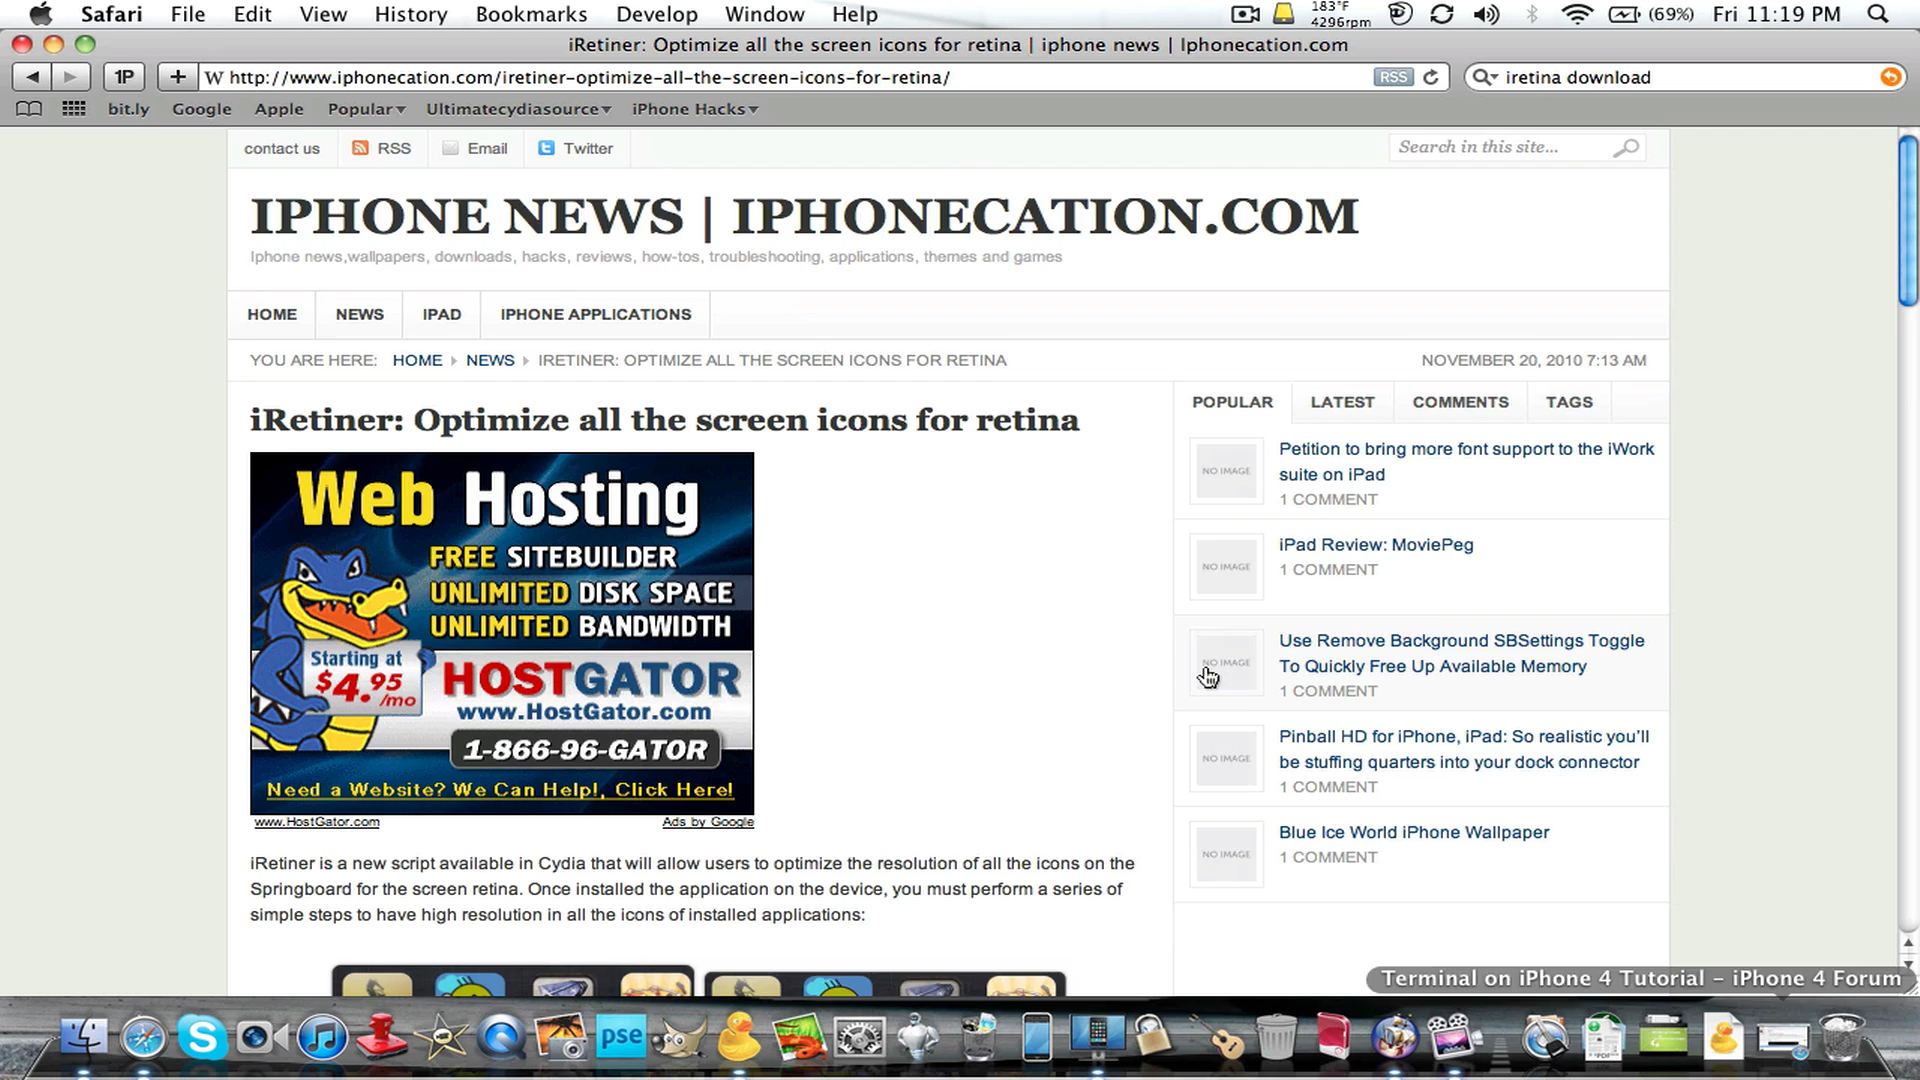 Safari File Edit View History Bookmarks Develop Window Help 183°F 4296rpm (69%) Fri 11:19 PM
iRetiner: Optimize all the screen icons for retina | iphone news | Iphonecation.com
1P + W http://www.iphonecation.com/iretiner-optimize-all-the-screen-icons-for-retina/ RSS iretina download
bit.ly Google Apple Popular Ultimatecydiasource iPhone Hacks
contact us RSS Email Twitter Search in this site...
IPHONE NEWS | IPHONECATION.COM
Iphone news,wallpapers, downloads, hacks, reviews, how-tos, troubleshooting, applications, themes and games
HOME NEWS IPAD IPHONE APPLICATIONS
YOU ARE HERE: HOME NEWS IRETINER: OPTIMIZE ALL THE SCREEN ICONS FOR RETINA NOVEMBER 20, 2010 7:13 AM
iRetiner: Optimize all the screen icons for retina
Web Hosting
FREE SITEBUILDER
UNLIMITED DISK SPACE
UNLIMITED BANDWIDTH
Starting at
$4.95/mo
HOSTGATOR
www.HostGator.com
1-866-96-GATOR
Need a Website? We Can Help!, Click Here!
www.HostGator.com Ads by Google
iRetiner is a new script available in Cydia that will allow users to optimize the resolution of all the icons on the
Springboard for the screen retina. Once installed the application on the device, you must perform a series of
simple steps to have high resolution in all the icons of installed applications:
POPULAR LATEST COMMENTS TAGS
NO IMAGE
Petition to bring more font support to the iWork
suite on iPad
1 COMMENT
NO IMAGE
iPad Review: MoviePeg
1 COMMENT
NO IMAGE
Use Remove Background SBSettings Toggle
To Quickly Free Up Available Memory
1 COMMENT
NO IMAGE
Pinball HD for iPhone, iPad: So realistic you'll
be stuffing quarters into your dock connector
1 COMMENT
NO IMAGE
Blue Ice World iPhone Wallpaper
1 COMMENT
Terminal on iPhone 4 Tutorial – iPhone 4 Forum
pse